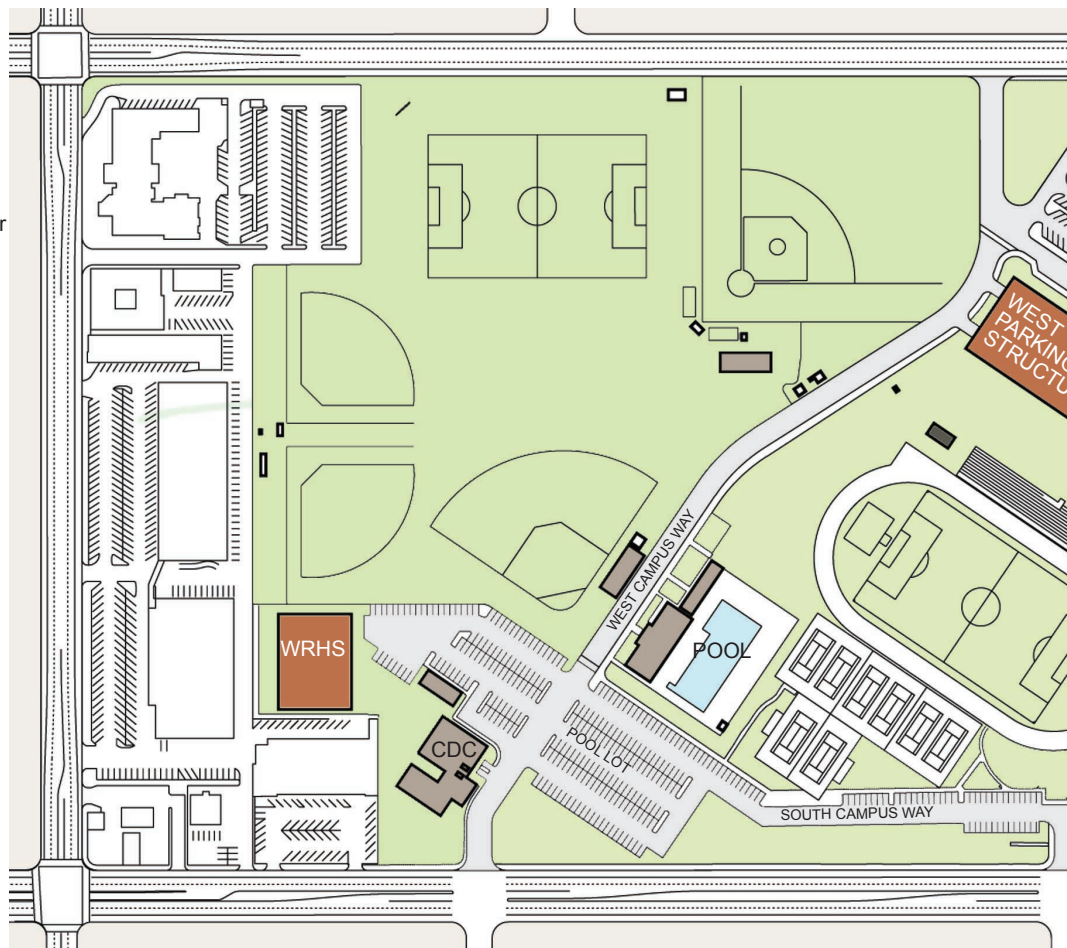 r
WEST
PARKING
STRUCTU
WEST CAMPUS WAY
WRHS
POOL
CDC
POOL LOT
SOUTH CAMPUS WAY